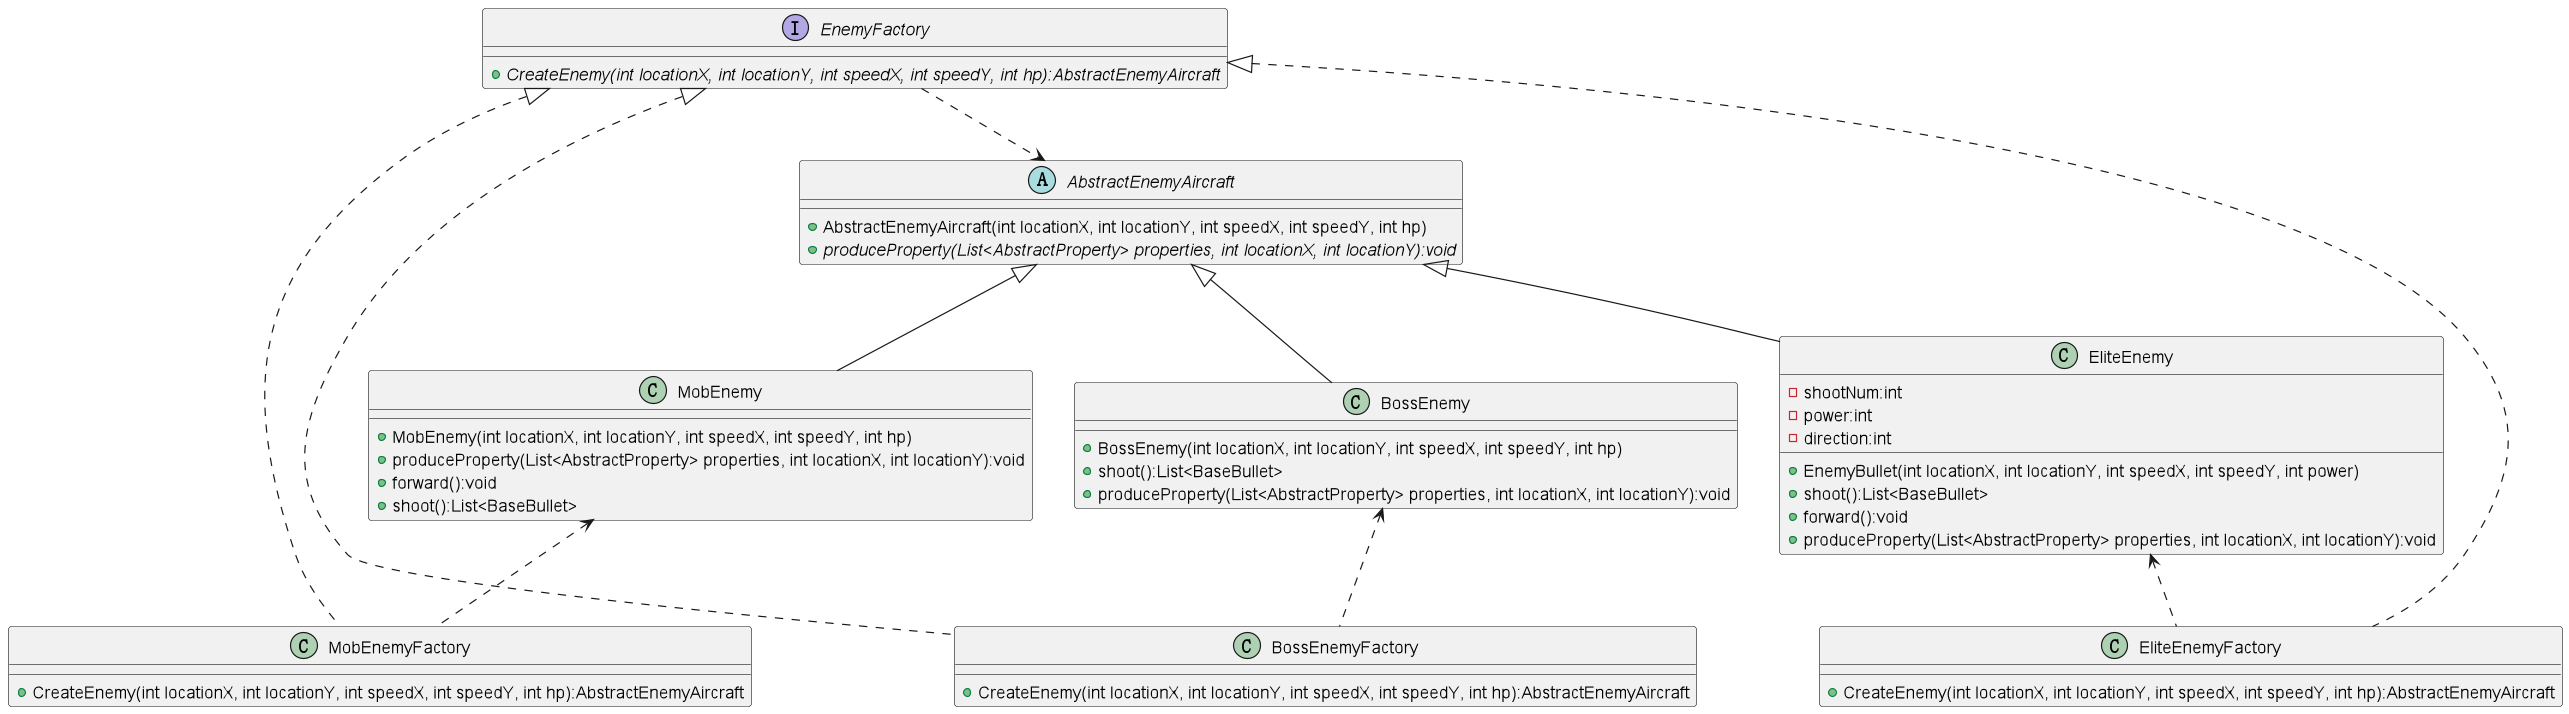 I EnemyFactory
CreateEnemy(int locationX, int locationY, int speedX, int speedY, int hp):AbstractEnemyAircraft
A AbstractEnemyAircraft
AbstractEnemyAircraft(int locationX, int locationY, int speedX, int speedY, int hp)
produceProperty(List<AbstractProperty> properties, int locationX, int locationY):void
C MobEnemy
MobEnemy(int locationX, int locationY, int speedX, int speedY, int hp)
produceProperty(List<AbstractProperty> properties, int locationX, int locationY):void
forward():void
shoot():List<BaseBullet>
C BossEnemy
BossEnemy(int locationX, int locationY, int speedX, int speedY, int hp)
shoot():List<BaseBullet>
produceProperty(List<AbstractProperty> properties, int locationX, int locationY):void
C EliteEnemy
shootNum:int
power:int
direction:int
EnemyBullet(int locationX, int locationY, int speedX, int speedY, int power)
shoot():List<BaseBullet>
forward():void
produceProperty(List<AbstractProperty> properties, int locationX, int locationY):void
C MobEnemyFactory
CreateEnemy(int locationX, int locationY, int speedX, int speedY, int hp):AbstractEnemyAircraft
C BossEnemyFactory
CreateEnemy(int locationX, int locationY, int speedX, int speedY, int hp):AbstractEnemyAircraft
C EliteEnemyFactory
CreateEnemy(int locationX, int locationY, int speedX, int speedY, int hp):AbstractEnemyAircraft